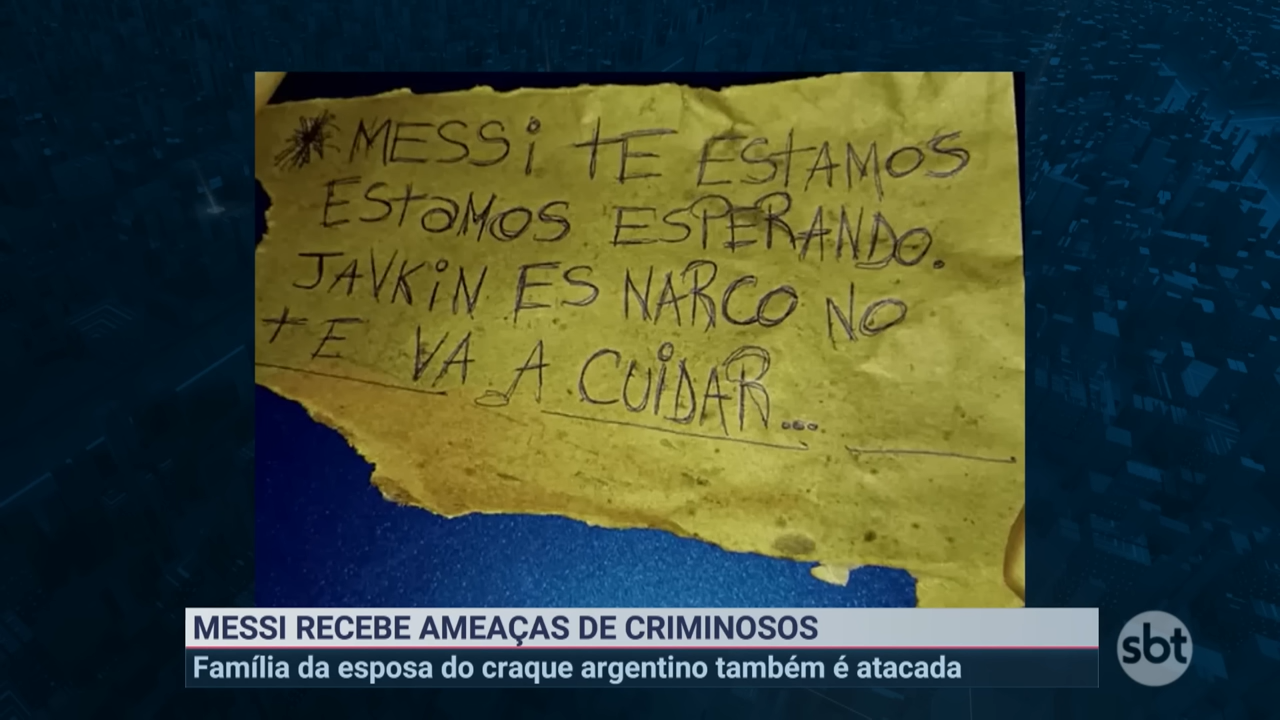 MESSi TE ESTAMOS
ESTaMOS ESPERANDO.
JAVKiN ES NARCO NO
TE VA A CUiDAR...
MESSI RECEBE AMEAÇAS DE CRIMINOSOS
Família da esposa do craque argentino também é atacada
sbt